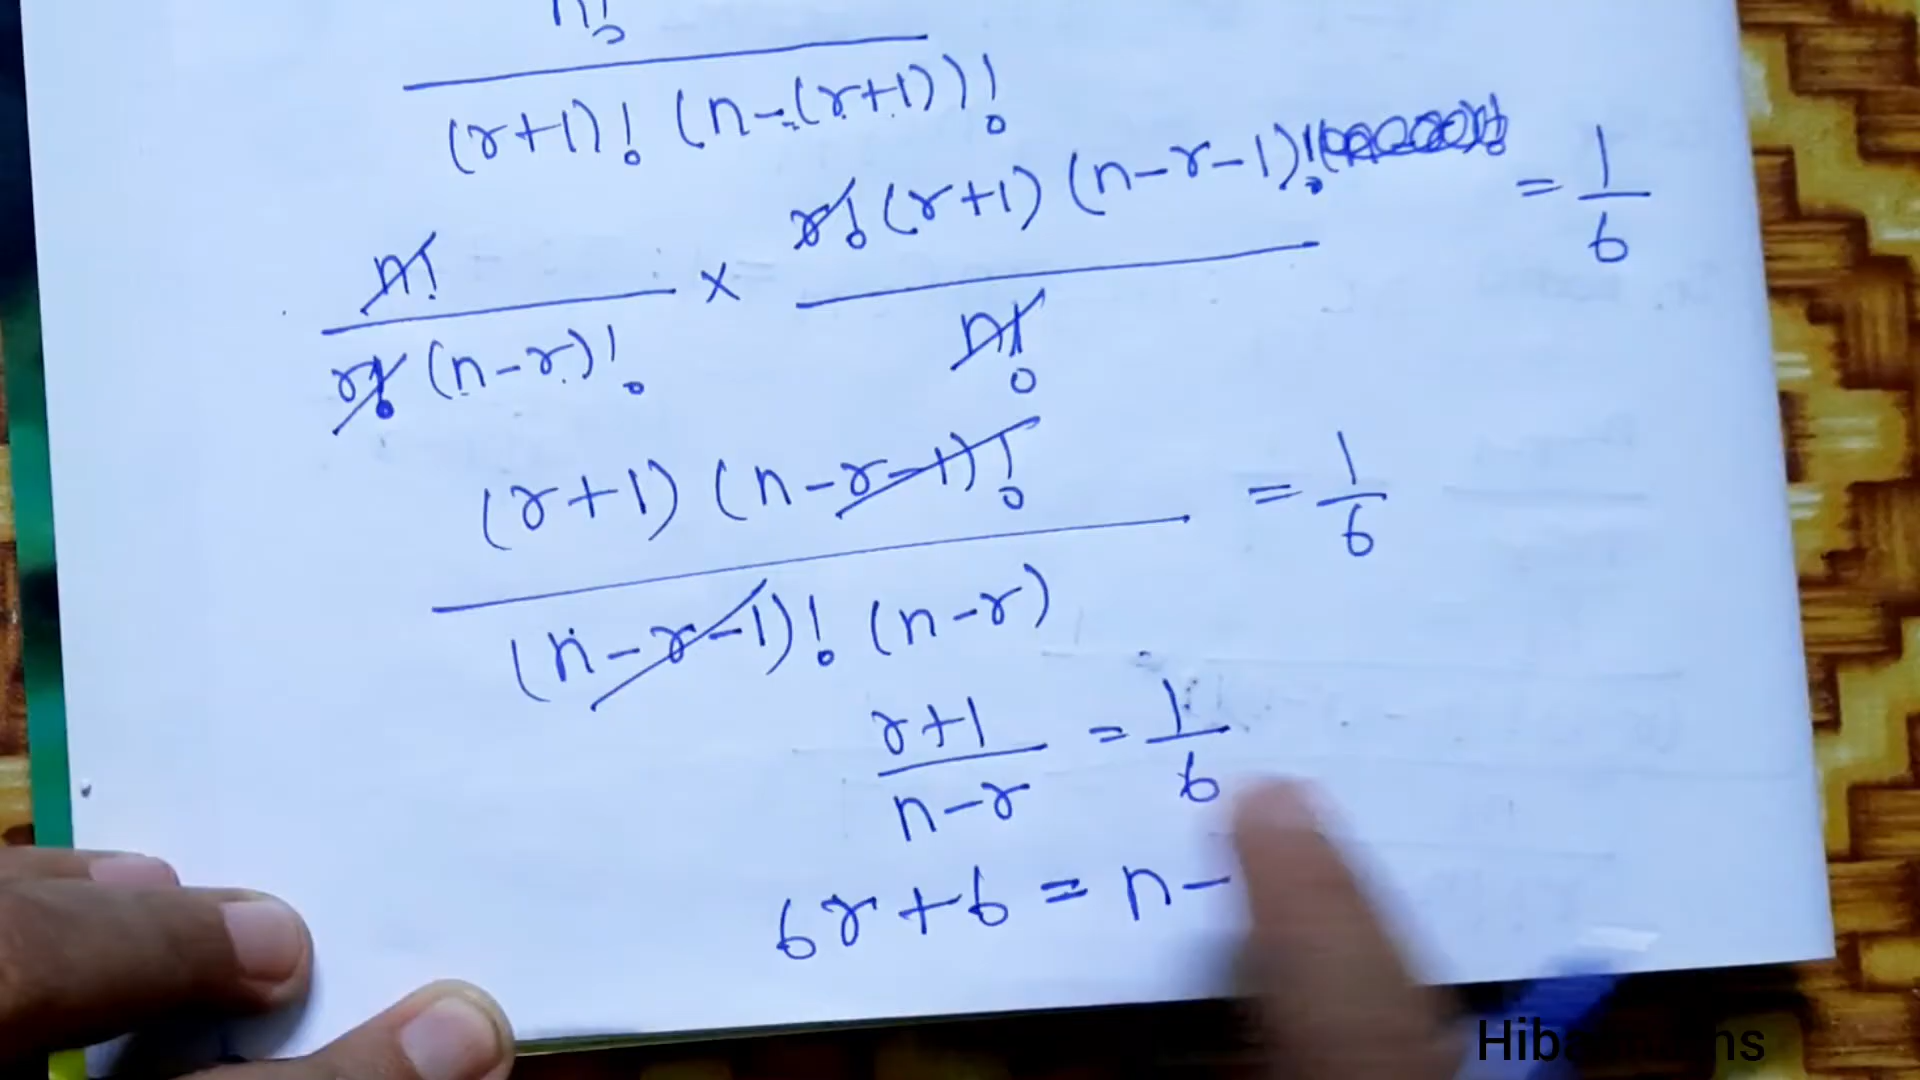 n!
(r+1)! (n-(r+1))!
n! / r! (n-r)! × r! (r+1) (n-r-1)! / n! = 1/6
(r+1) (n-r-1)! / (n-r-1)! (n-r) = 1/6
r+1 / n-r = 1/6
6r+6 = n-